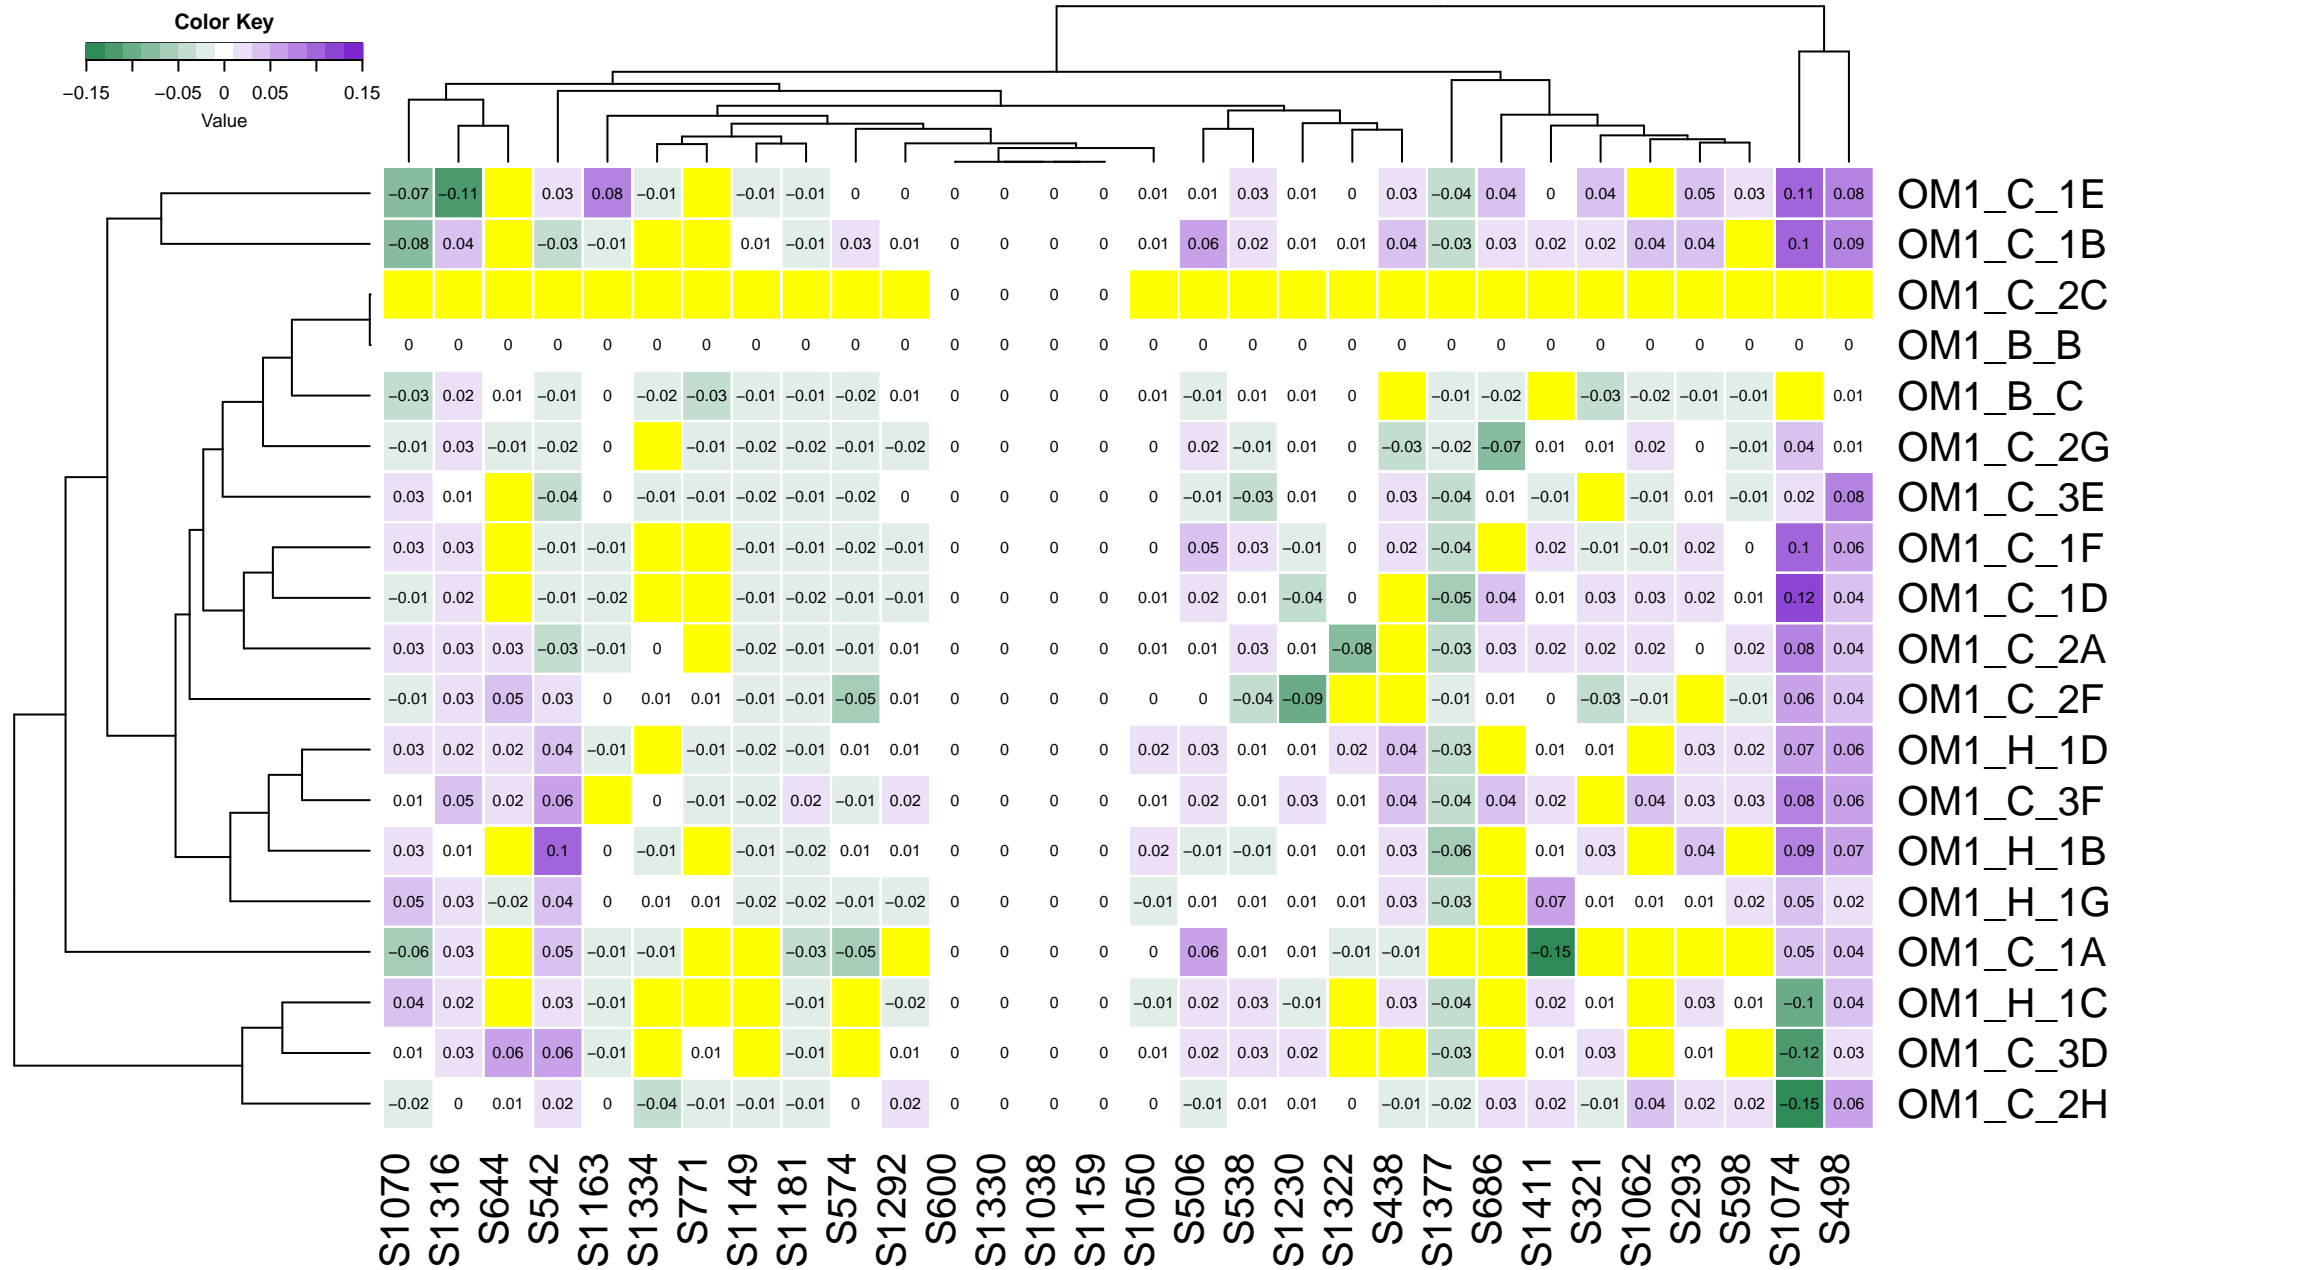 Color Key
−0.15 −0.05 0 0.05 0.15
Value
−0.07 −0.11 0.03 0.08 −0.01 −0.01 −0.01 0 0 0 0 0 0 0.01 0.01 0.03 0.01 0 0.03 −0.04 0.04 0 0.04 0.05 0.03 0.11 0.08 OM1_C_1E
−0.08 0.04 −0.03 −0.01 0.01 −0.01 0.03 0.01 0 0 0 0 0.01 0.06 0.02 0.01 0.01 0.04 −0.03 0.03 0.02 0.02 0.04 0.04 0.1 0.09 OM1_C_1B
0 0 0 0 OM1_C_2C
0 0 0 0 0 0 0 0 0 0 0 0 0 0 0 0 0 0 0 0 0 0 0 0 0 0 0 0 0 0 OM1_B_B
−0.03 0.02 0.01 −0.01 0 −0.02 −0.03 −0.01 −0.01 −0.02 0.01 0 0 0 0 0.01 −0.01 0.01 0.01 0 −0.01 −0.02 −0.03 −0.02 −0.01 −0.01 0.01 OM1_B_C
−0.01 0.03 −0.01 −0.02 0 −0.01 −0.02 −0.02 −0.01 −0.02 0 0 0 0 0 0.02 −0.01 0.01 0 −0.03 −0.02 −0.07 0.01 0.01 0.02 0 −0.01 0.04 0.01 OM1_C_2G
0.03 0.01 −0.04 0 −0.01 −0.01 −0.02 −0.01 −0.02 0 0 0 0 0 0 −0.01 −0.03 0.01 0 0.03 −0.04 0.01 −0.01 −0.01 0.01 −0.01 0.02 0.08 OM1_C_3E
0.03 0.03 −0.01 −0.01 −0.01 −0.01 −0.02 −0.01 0 0 0 0 0 0.05 0.03 −0.01 0 0.02 −0.04 0.02 −0.01 −0.01 0.02 0 0.1 0.06 OM1_C_1F
−0.01 0.02 −0.01 −0.02 −0.01 −0.02 −0.01 −0.01 0 0 0 0 0.01 0.02 0.01 −0.04 0 −0.05 0.04 0.01 0.03 0.03 0.02 0.01 0.12 0.04 OM1_C_1D
0.03 0.03 0.03 −0.03 −0.01 0 −0.02 −0.01 −0.01 0.01 0 0 0 0 0.01 0.01 0.03 0.01 −0.08 −0.03 0.03 0.02 0.02 0.02 0 0.02 0.08 0.04 OM1_C_2A
−0.01 0.03 0.05 0.03 0 0.01 0.01 −0.01 −0.01 −0.05 0.01 0 0 0 0 0 0 −0.04 −0.09 −0.01 0.01 0 −0.03 −0.01 −0.01 0.06 0.04 OM1_C_2F
0.03 0.02 0.02 0.04 −0.01 −0.01 −0.02 −0.01 0.01 0.01 0 0 0 0 0.02 0.03 0.01 0.01 0.02 0.04 −0.03 0.01 0.01 0.03 0.02 0.07 0.06 OM1_H_1D
0.01 0.05 0.02 0.06 0 −0.01 −0.02 0.02 −0.01 0.02 0 0 0 0 0.01 0.02 0.01 0.03 0.01 0.04 −0.04 0.04 0.02 0.04 0.03 0.03 0.08 0.06 OM1_C_3F
0.03 0.01 0.1 0 −0.01 −0.01 −0.02 0.01 0.01 0 0 0 0 0.02 −0.01 −0.01 0.01 0.01 0.03 −0.06 0.01 0.03 0.04 0.09 0.07 OM1_H_1B
0.05 0.03 −0.02 0.04 0 0.01 0.01 −0.02 −0.02 −0.01 −0.02 0 0 0 0 −0.01 0.01 0.01 0.01 0.01 0.03 −0.03 0.07 0.01 0.01 0.01 0.02 0.05 0.02 OM1_H_1G
−0.06 0.03 0.05 −0.01 −0.01 −0.03 −0.05 0 0 0 0 0 0.06 0.01 0.01 −0.01 −0.01 −0.15 0.05 0.04 OM1_C_1A
0.04 0.02 0.03 −0.01 −0.01 −0.02 0 0 0 0 −0.01 0.02 0.03 −0.01 0.03 −0.04 0.02 0.01 0.03 0.01 −0.1 0.04 OM1_H_1C
0.01 0.03 0.06 0.06 −0.01 0.01 −0.01 0.01 0 0 0 0 0.01 0.02 0.03 0.02 −0.03 0.01 0.03 0.01 −0.12 0.03 OM1_C_3D
−0.02 0 0.01 0.02 0 −0.04 −0.01 −0.01 −0.01 0 0.02 0 0 0 0 0 −0.01 0.01 0.01 0 −0.01 −0.02 0.03 0.02 −0.01 0.04 0.02 0.02 −0.15 0.06 OM1_C_2H
S1070 S1316 S644 S542 S1163 S1334 S771 S1149 S1181 S574 S1292 S600 S1330 S1038 S1159 S1050 S506 S538 S1230 S1322 S438 S1377 S686 S1411 S321 S1062 S293 S598 S1074 S498